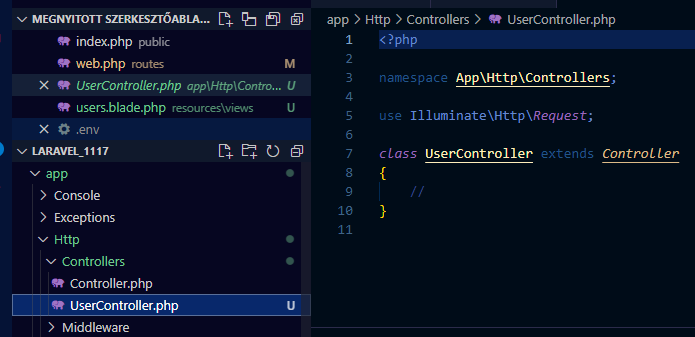 MEGNYITOTT SZERKESZTŐABLA...
index.php public
web.php routes M
UserController.php app\Http\Contro... U
users.blade.php resources\views U
.env
LARAVEL_1117
app
Console
Exceptions
Http
Controllers
Controller.php
UserController.php U
Middleware
app > Http > Controllers > UserController.php
1 <?php
2
3 namespace App\Http\Controllers;
4
5 use Illuminate\Http\Request;
6
7 class UserController extends Controller
8 {
9 //
10 }
11